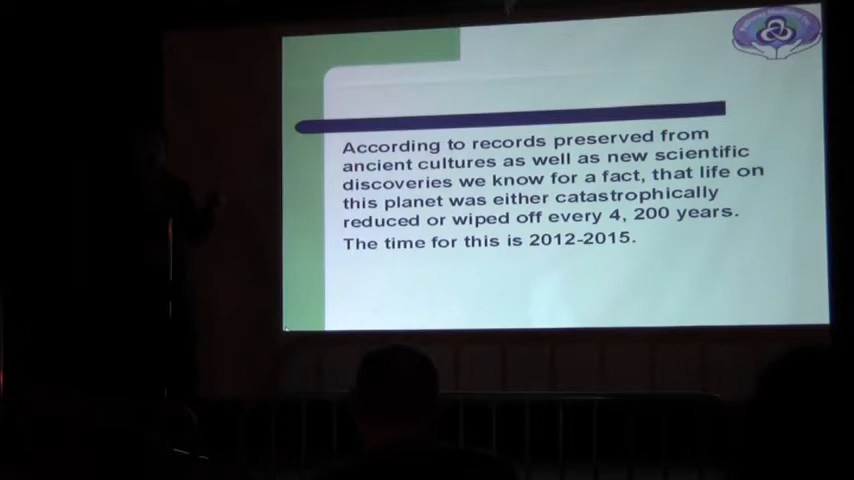 According to records preserved from
ancient cultures as well as new scientific
discoveries we know for a fact, that life on
this planet was either catastrophically
reduced or wiped off every 4, 200 years.
The time for this is 2012-2015.